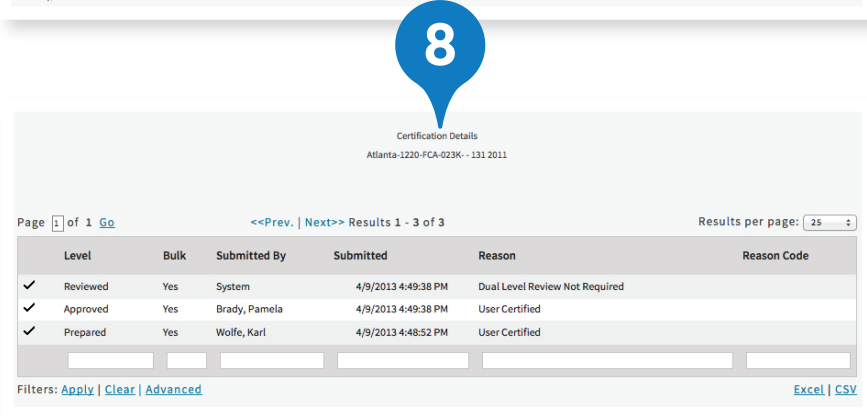 8
Certification Details
Atlanta-1220-FCA-023K- - 131 2011
Page 1 of 1 Go <<Prev. | Next>> Results 1 - 3 of 3 Results per page: 25
Level Bulk Submitted By Submitted Reason Reason Code
✓ Reviewed Yes System 4/9/2013 4:49:38 PM Dual Level Review Not Required
✓ Approved Yes Brady, Pamela 4/9/2013 4:49:38 PM User Certified
✓ Prepared Yes Wolfe, Karl 4/9/2013 4:48:52 PM User Certified
Filters: Apply | Clear | Advanced Excel | CSV